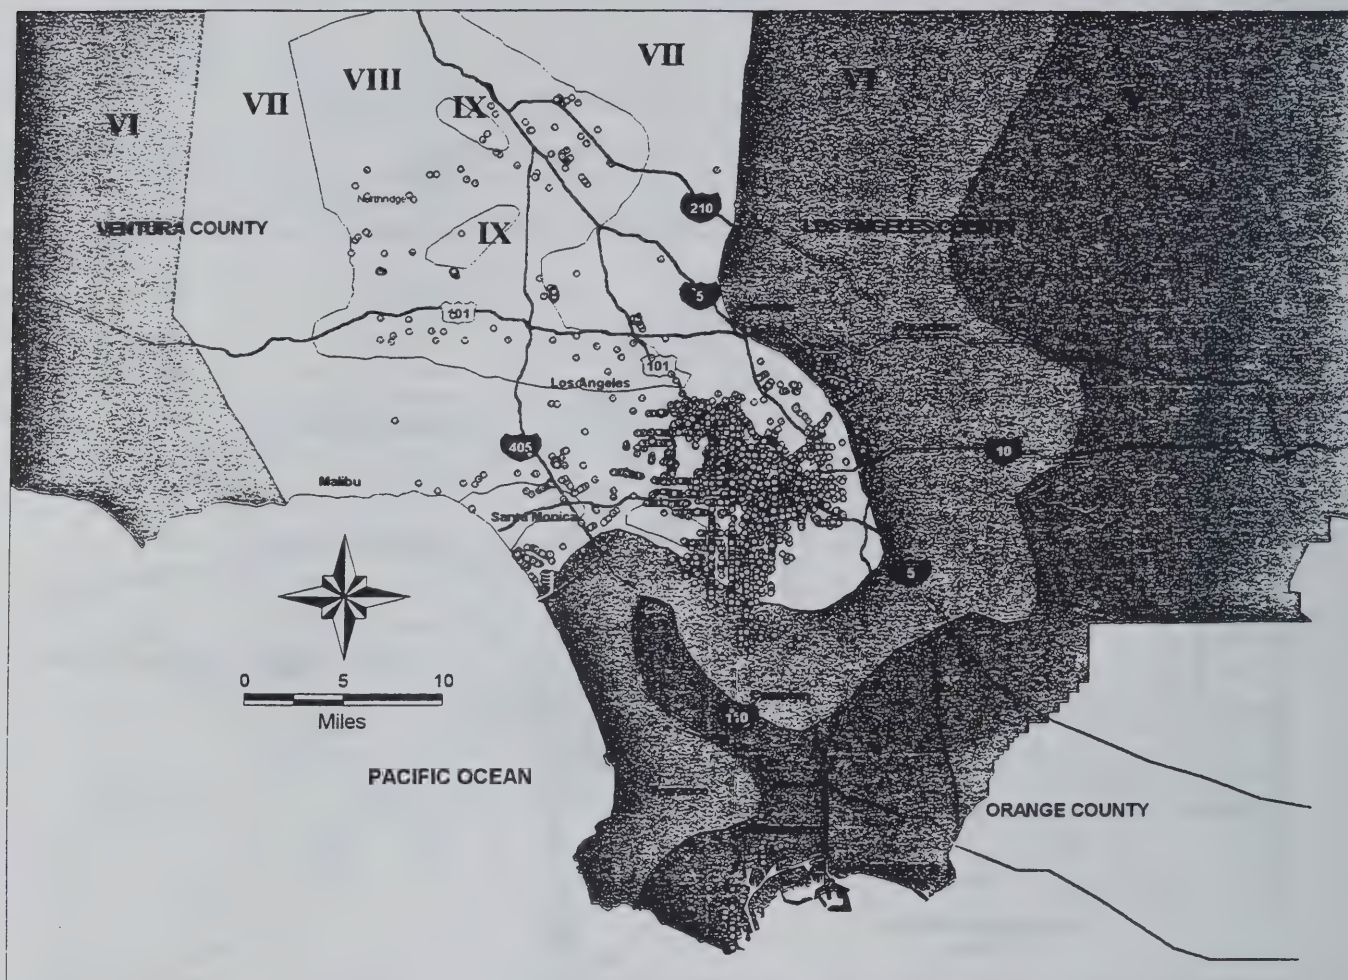 VII
VIII
VI
VII
IX
VI
V
Northridge
210
VENTURA COUNTY
IX
LOS ANGELES COUNTY
5
101
101
Los Angeles
405
10
Malibu
Santa Monica
5
0 5 10
Miles
110
PACIFIC OCEAN
ORANGE COUNTY